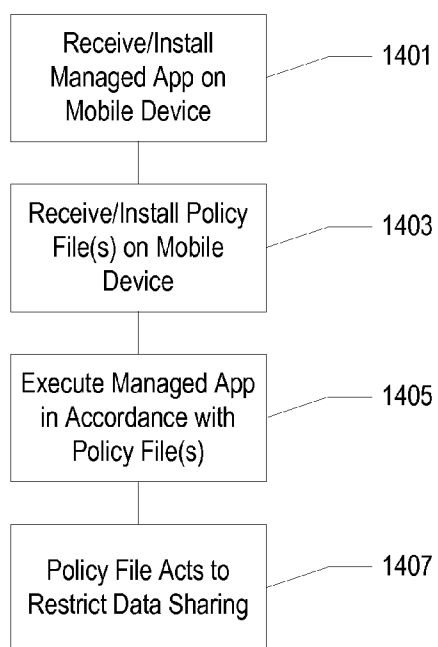 Receive/Install
Managed App on
Mobile Device
1401
Receive/Install Policy
File(s) on Mobile
Device
1403
Execute Managed App
in Accordance with
Policy File(s)
1405
Policy File Acts to
Restrict Data Sharing
1407